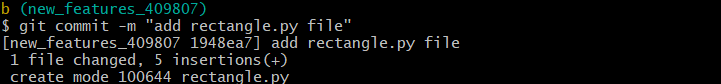 b (new_features_409807)
$ git commit -m "add rectangle.py file"
[new_features_409807 1948ea7] add rectangle.py file
 1 file changed, 5 insertions(+)
 create mode 100644 rectangle.py